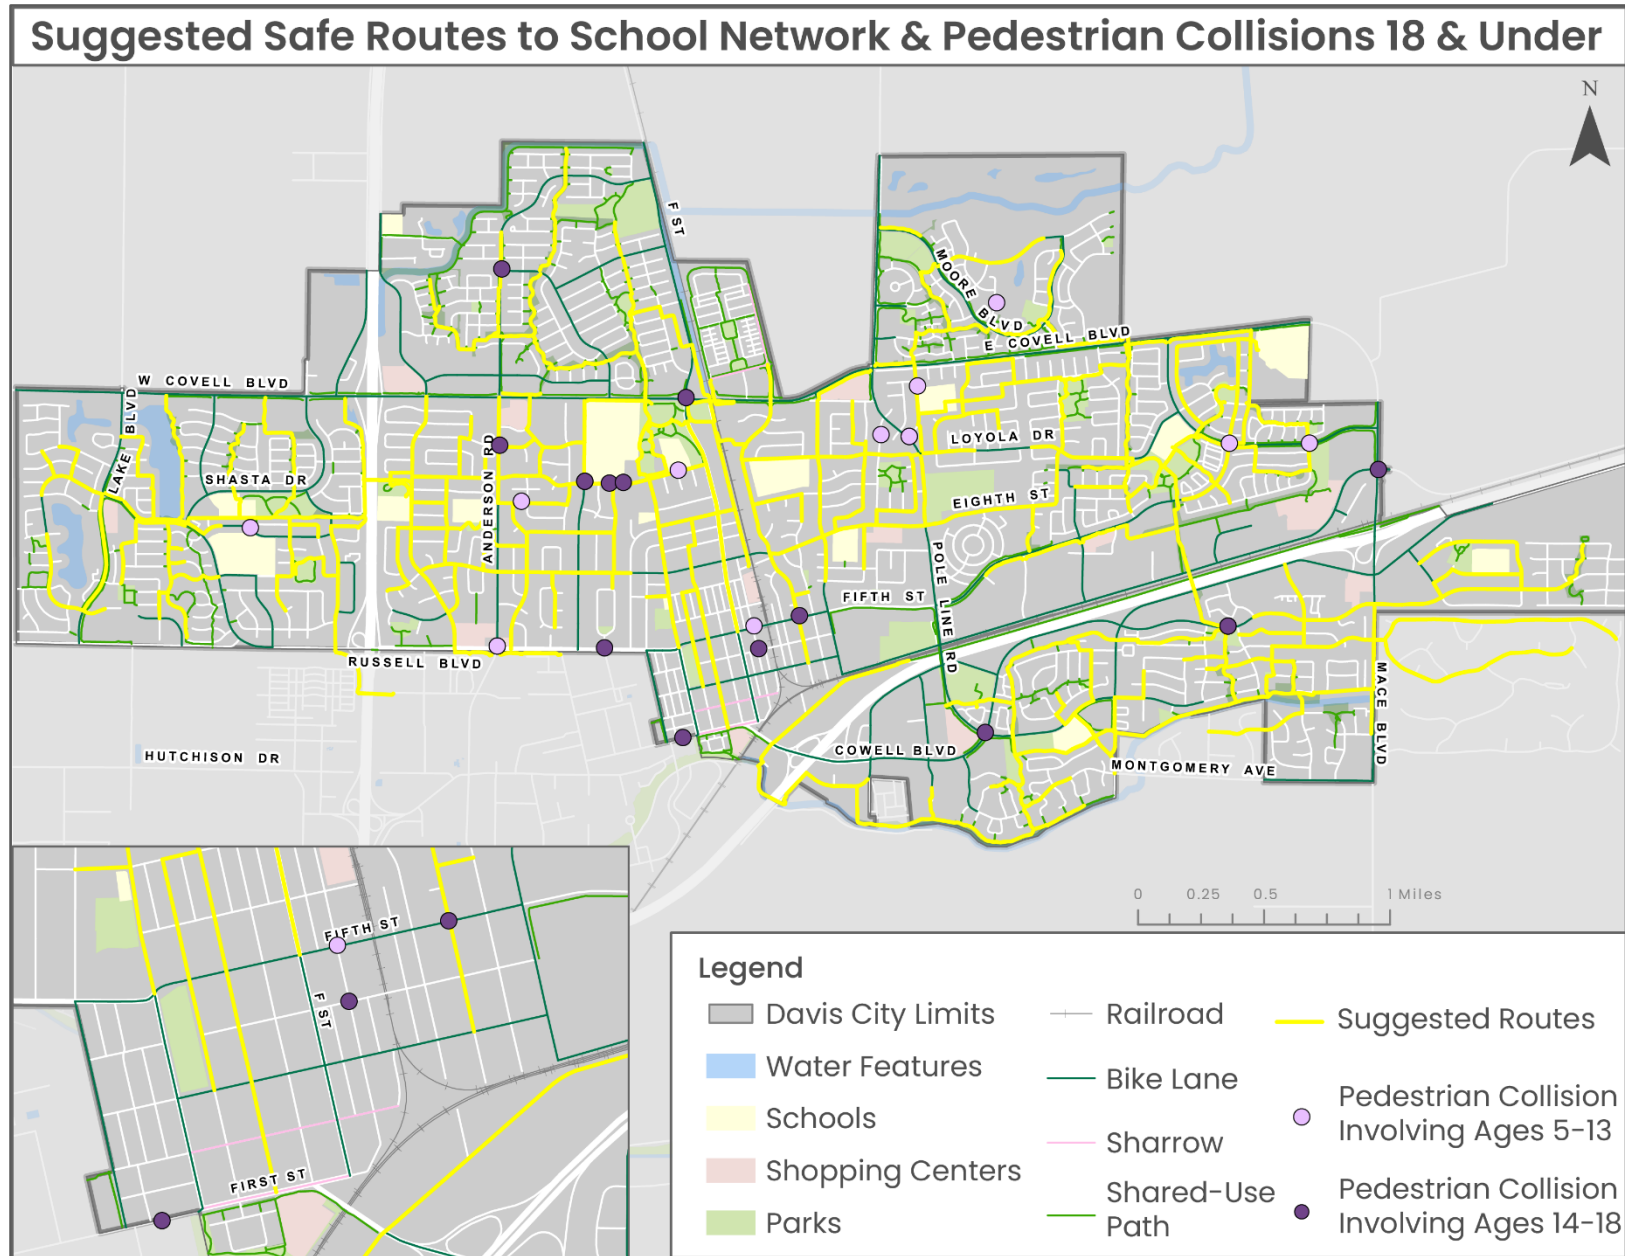 Suggested Safe Routes to School Network & Pedestrian Collisions 18 & Under
N
F ST
MOORE BLVD
E COVELL BLVD
W COVELL BLVD
LAKE BLVD
ANDERSON RD
LOYOLA DR
SHASTA DR
EIGHTH ST
POLE LINE RD
FIFTH ST
RUSSELL BLVD
MACE BLVD
HUTCHISON DR
COWELL BLVD
MONTGOMERY AVE
0 0.25 0.5 1 Miles
FIFTH ST
F ST
FIRST ST
Legend
Davis City Limits
Water Features
Schools
Shopping Centers
Parks
Railroad
Bike Lane
Sharrow
Shared-Use
Path
Suggested Routes
Pedestrian Collision
Involving Ages 5-13
Pedestrian Collision
Involving Ages 14-18